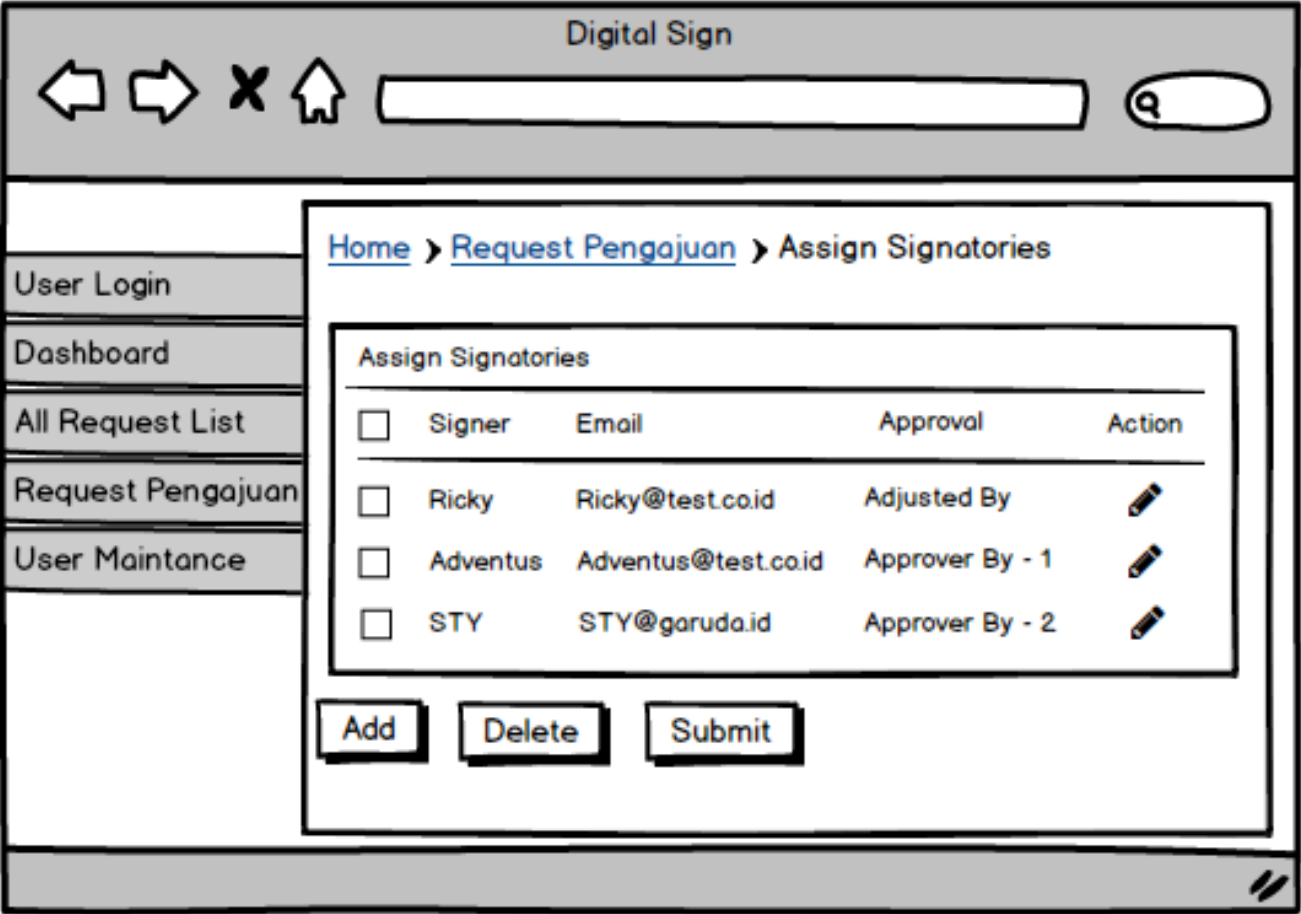 Digital Sign
Home > Request Pengajuan > Assign Signatories
User Login
Dashboard
All Request List
Request Pengajuan
User Maintance
Assign Signatories
Signer Email Approval Action
Ricky Ricky@test.co.id Adjusted By
Adventus Adventus@test.co.id Approver By - 1
STY STY@garuda.id Approver By - 2
Add Delete Submit